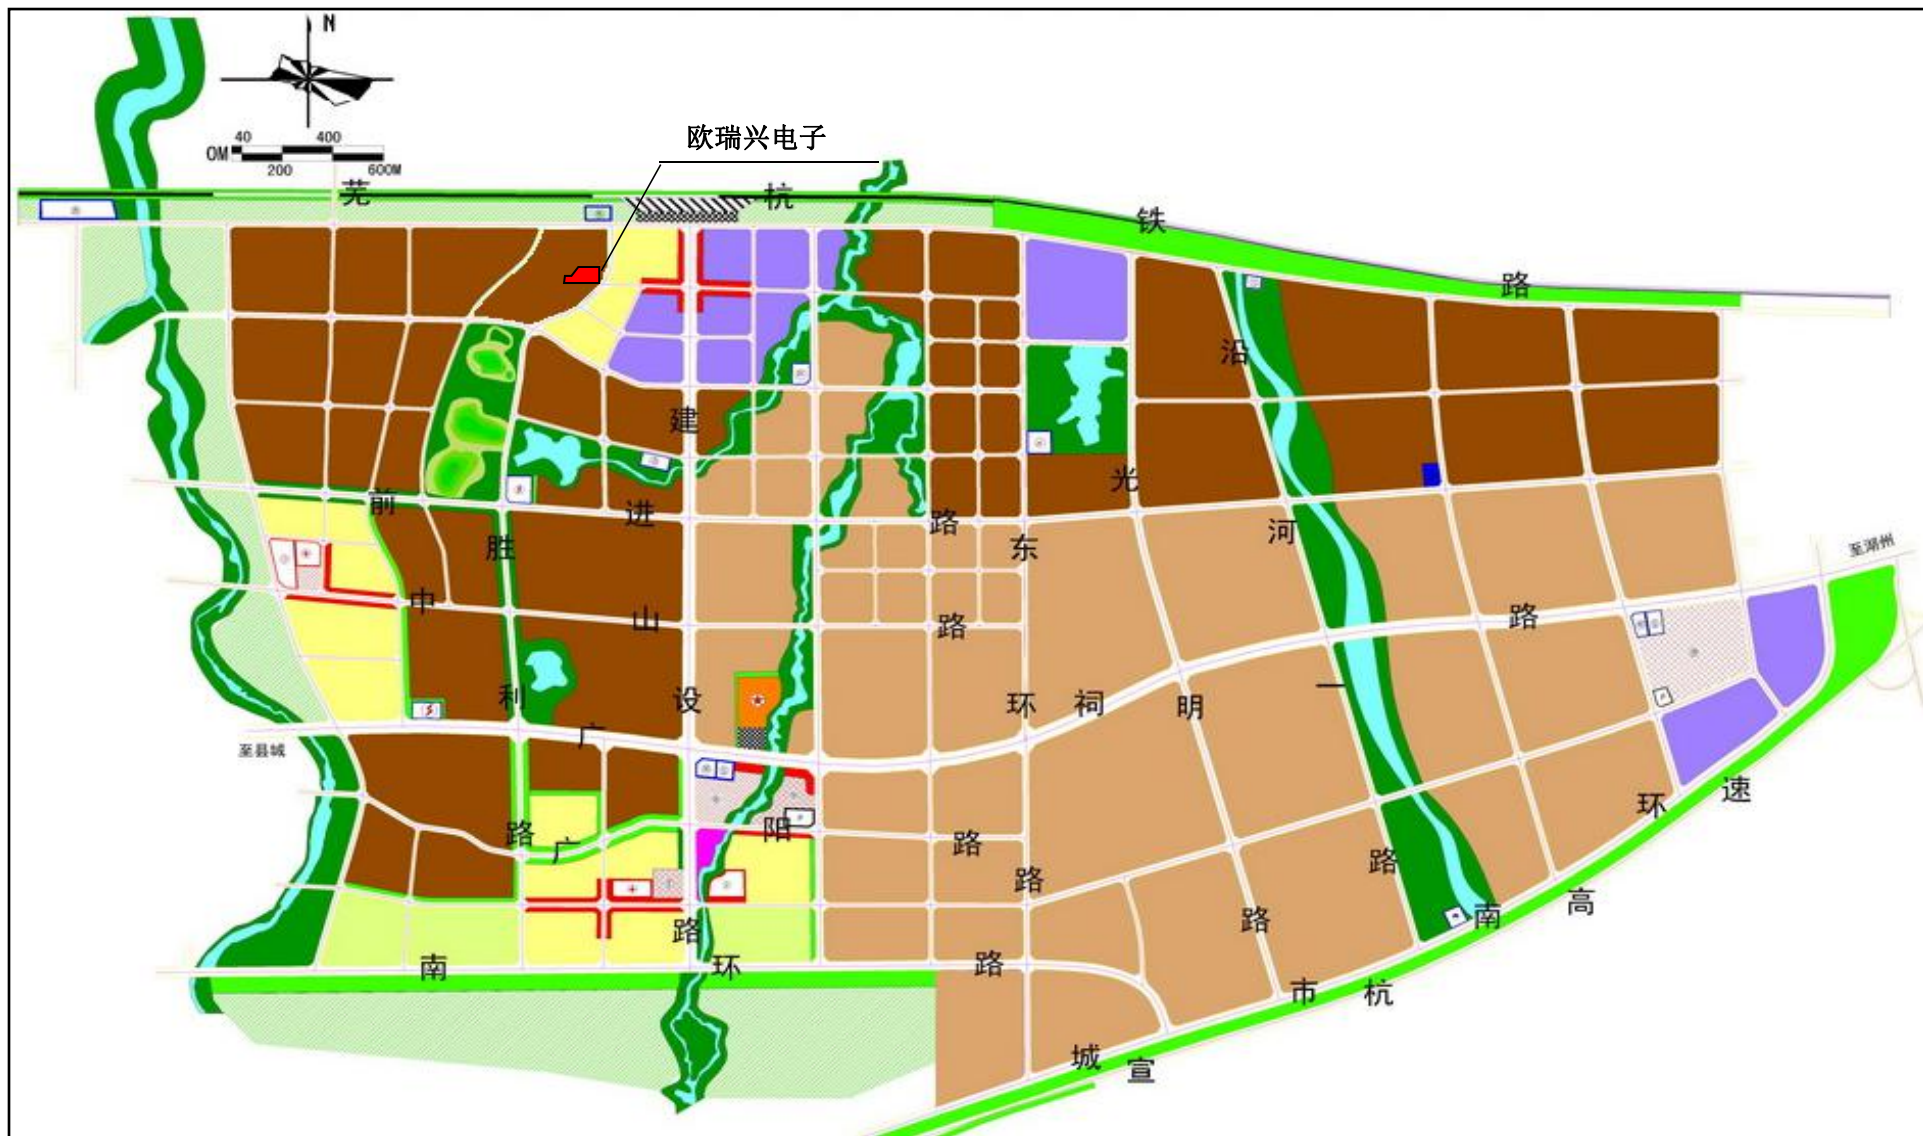 N
40 400
0M
200 600M
欧瑞兴电子
芜 杭 铁 路
沿 河 一 路
建 设 路
前 进 路
胜 利 路
光 明 路
东 环 路
中 山 路
至湖州
广 祠 路
至县城
广 阳 路
南 环 路
城 市 南 环
宣 杭 高 速